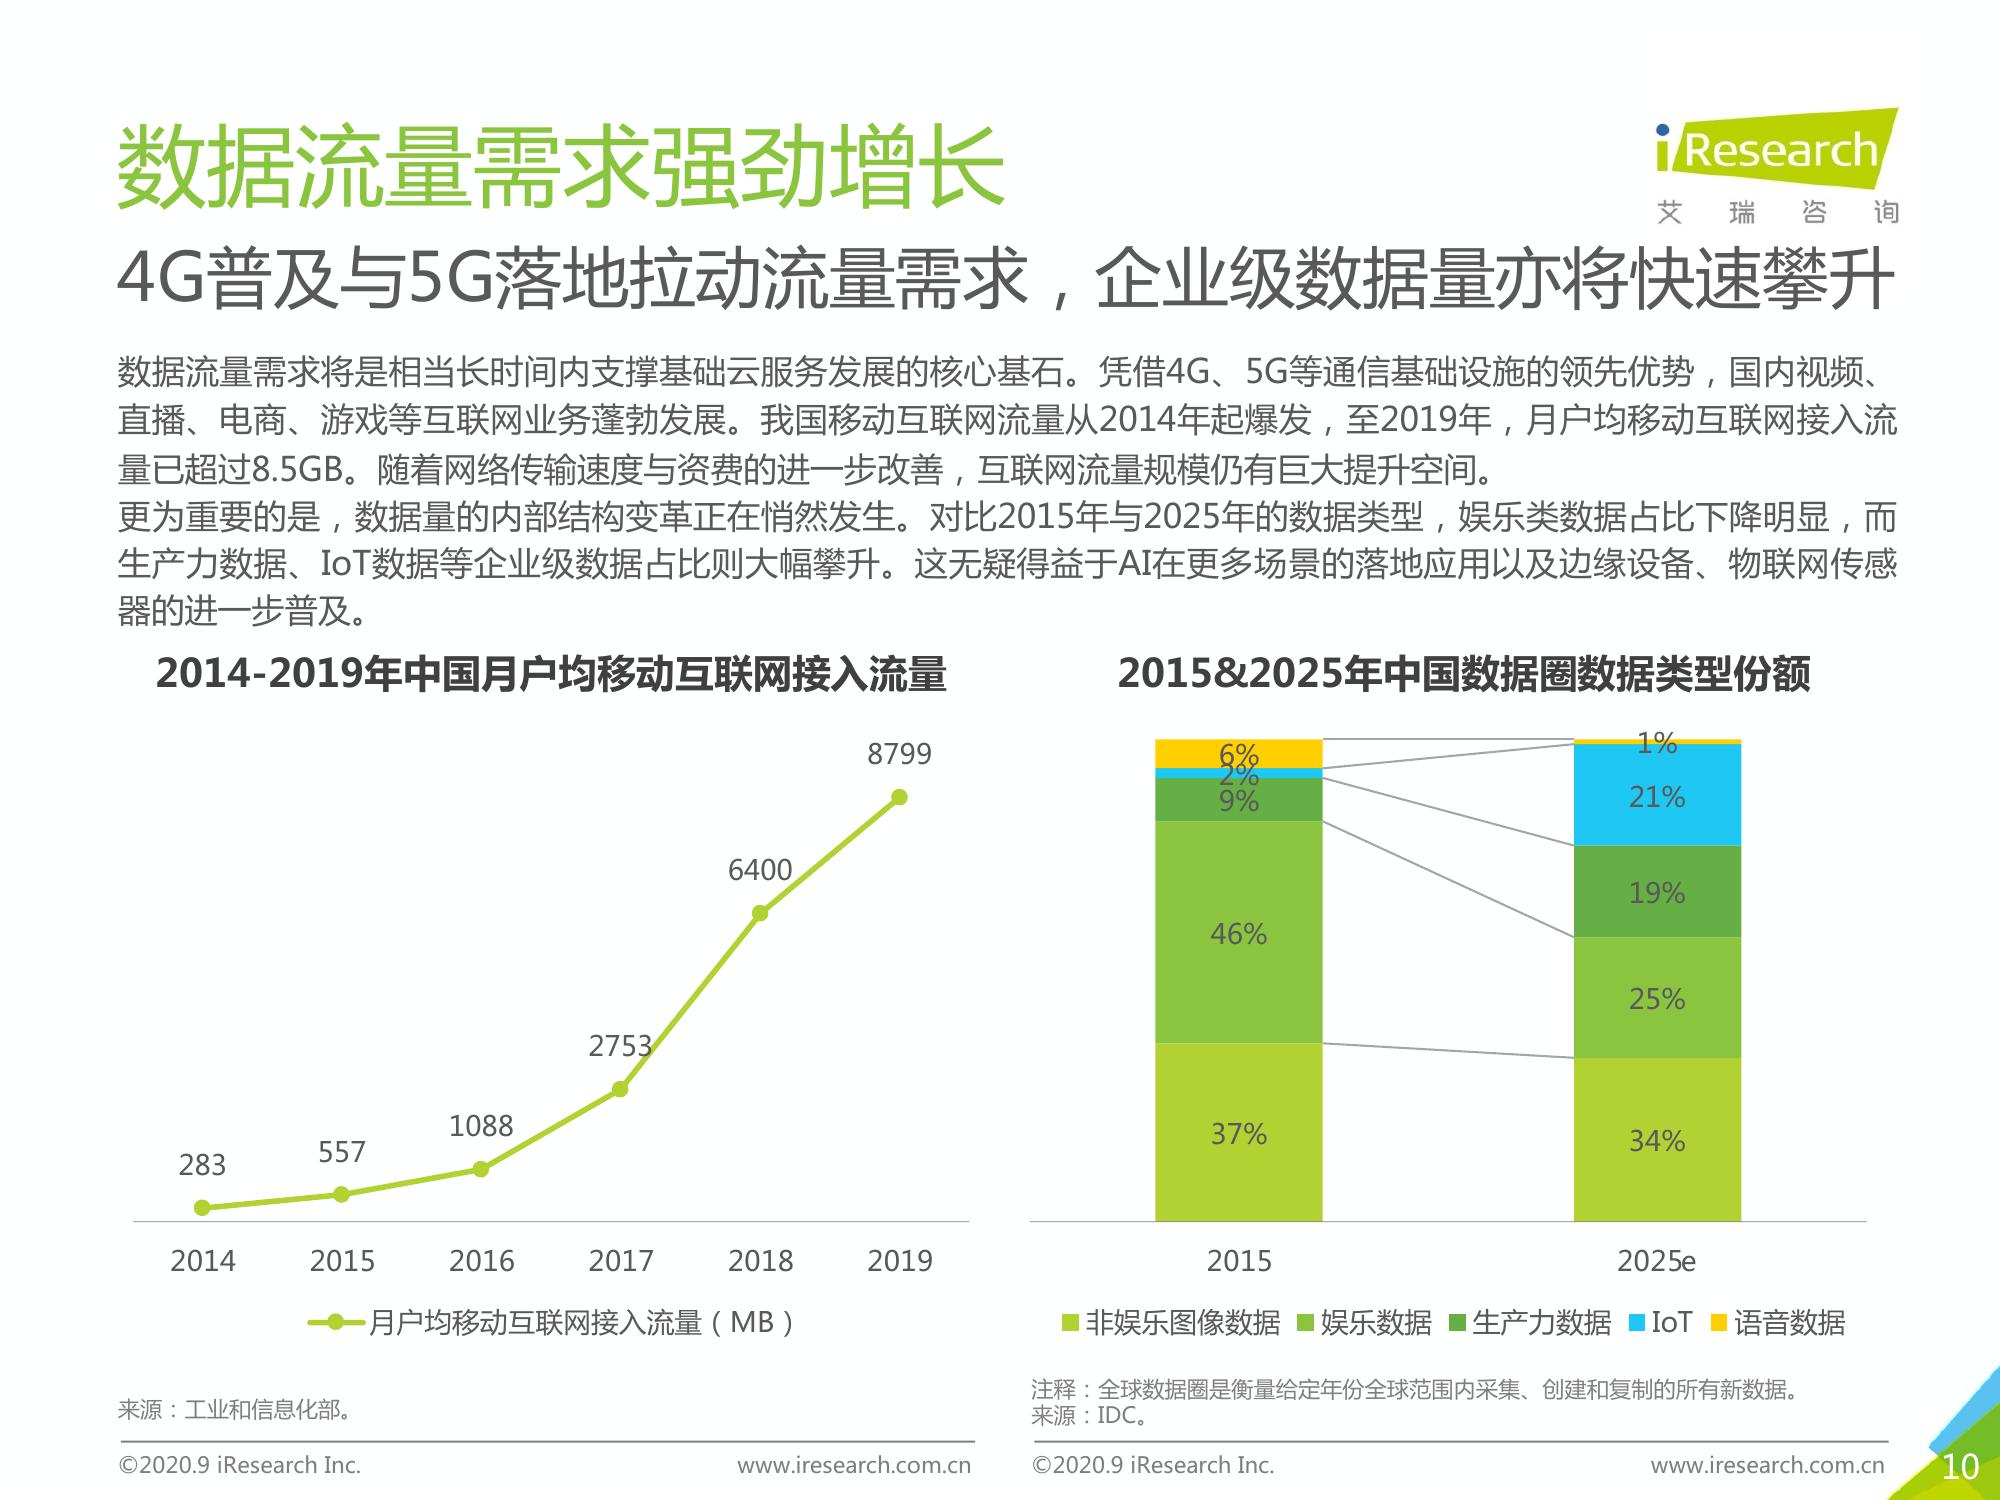 数据流量需求强劲增长
iResearch
艾瑞咨询
4G普及与5G落地拉动流量需求，企业级数据量亦将快速攀升
数据流量需求将是相当长时间内支撑基础云服务发展的核心基石。凭借4G、5G等通信基础设施的领先优势，国内视频、
直播、电商、游戏等互联网业务蓬勃发展。我国移动互联网流量从2014年起爆发，至2019年，月户均移动互联网接入流
量已超过8.5GB。随着网络传输速度与资费的进一步改善，互联网流量规模仍有巨大提升空间。
更为重要的是，数据量的内部结构变革正在悄然发生。对比2015年与2025年的数据类型，娱乐类数据占比下降明显，而
生产力数据、IoT数据等企业级数据占比则大幅攀升。这无疑得益于AI在更多场景的落地应用以及边缘设备、物联网传感
器的进一步普及。
2014-2019年中国月户均移动互联网接入流量
283
557
1088
2753
6400
8799
2014 2015 2016 2017 2018 2019
月户均移动互联网接入流量（MB）
来源：工业和信息化部。
©2020.9 iResearch Inc. www.iresearch.com.cn
2015&2025年中国数据圈数据类型份额
6%
2%
9%
46%
37%
1%
21%
19%
25%
34%
2015 2025e
非娱乐图像数据 娱乐数据 生产力数据 IoT 语音数据
注释：全球数据圈是衡量给定年份全球范围内采集、创建和复制的所有新数据。
来源：IDC。
©2020.9 iResearch Inc. www.iresearch.com.cn
10